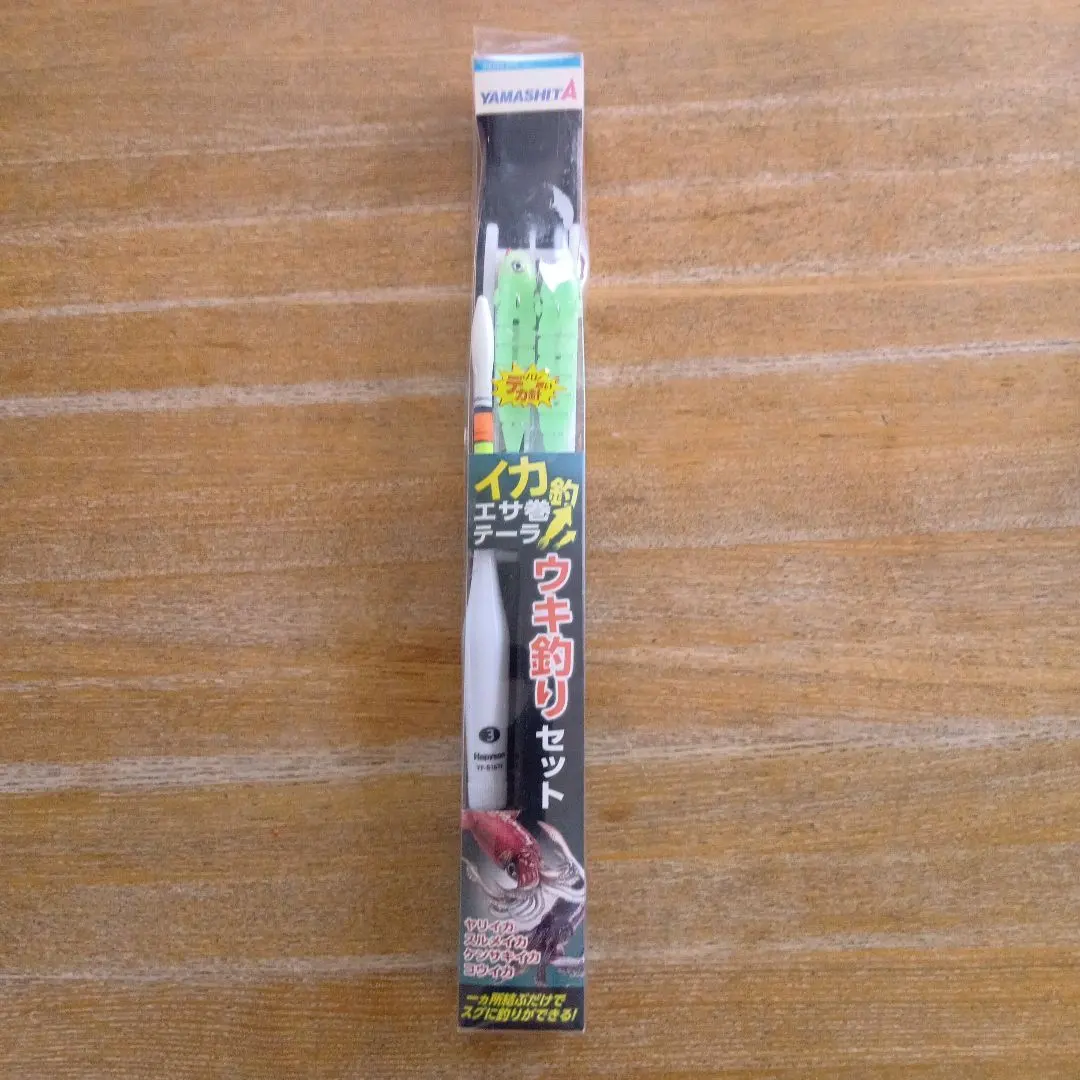 YAMASHITA
イカ釣
エサ巻
テーラ
ウキ釣り
セット
3
Hapyson
ヤリイカ
スルメイカ
ケンサキイカ
コウイカ
一ヵ所結ぶだけで
スグに釣りができる!